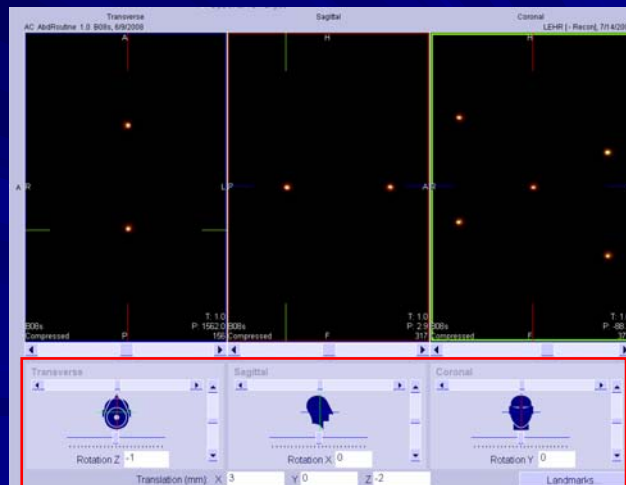 Transverse
Sagittal
Coronal
AC AbdRoutine 1.0 B08s, 6/9/2008
LEHR [- Recon], 7/14/200
A
H
H
A R
L
P
A
R
B08s
Compressed
P
T: 1.0
P: 1562.0
156
B08s
Compressed
F
T: 1.0
P: 2.9
317
B08s
Compressed
F
T: 1.
P: -88.
37
Transverse
Sagittal
Coronal
Rotation Z -1
Rotation X 0
Rotation Y 0
Translation (mm): X 3 Y 0 Z -2
Landmarks...